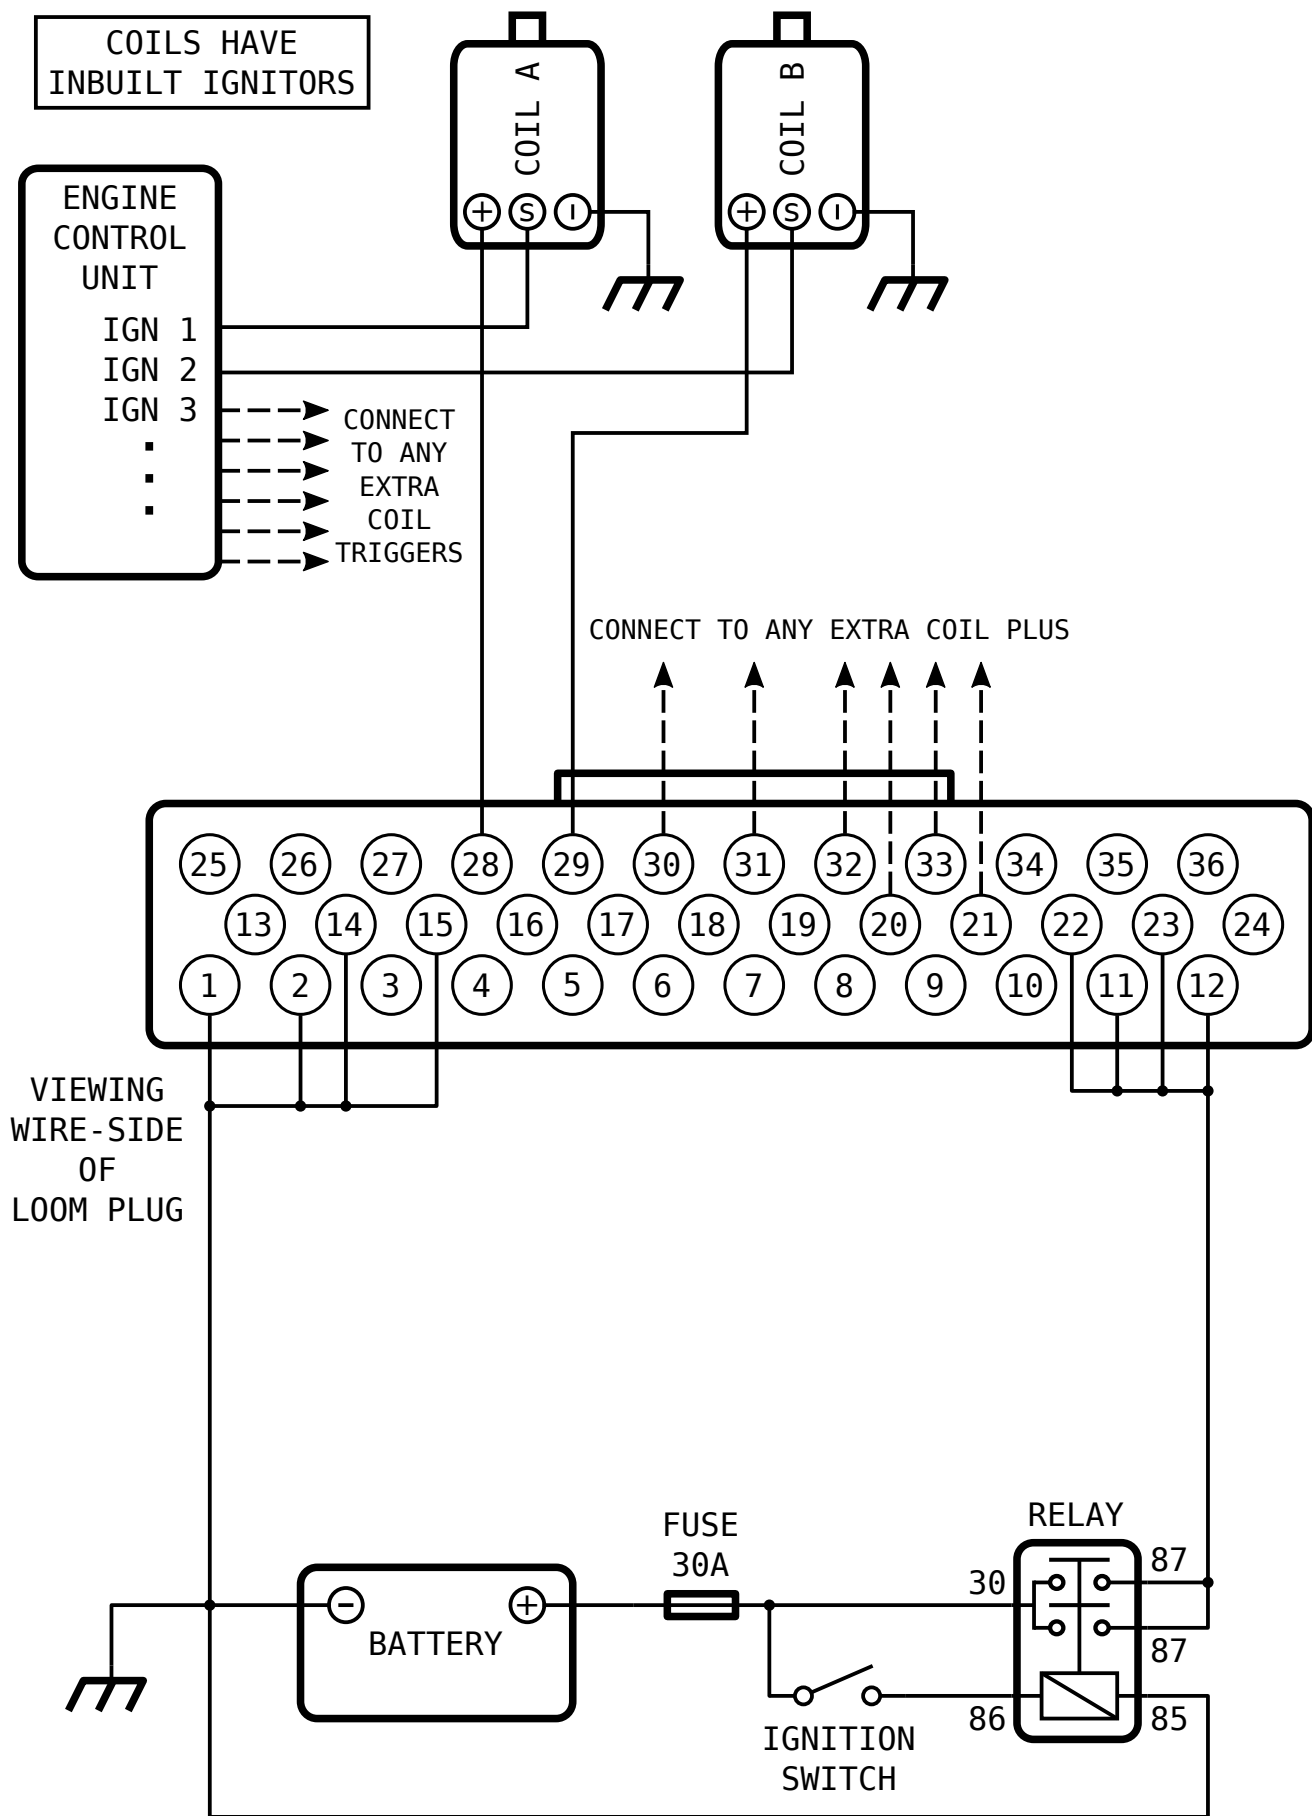 COILS HAVE
INBUILT IGNITORS
COIL A
+ S -
COIL B
+ S -
ENGINE
CONTROL
UNIT
IGN 1
IGN 2
IGN 3
CONNECT
TO ANY
EXTRA
COIL
TRIGGERS
CONNECT TO ANY EXTRA COIL PLUS
25 26 27 28 29 30 31 32 33 34 35 36
13 14 15 16 17 18 19 20 21 22 23 24
1 2 3 4 5 6 7 8 9 10 11 12
VIEWING
WIRE-SIDE
OF
LOOM PLUG
- +
BATTERY
FUSE
30A
IGNITION
SWITCH
RELAY
30
87
87
86
85